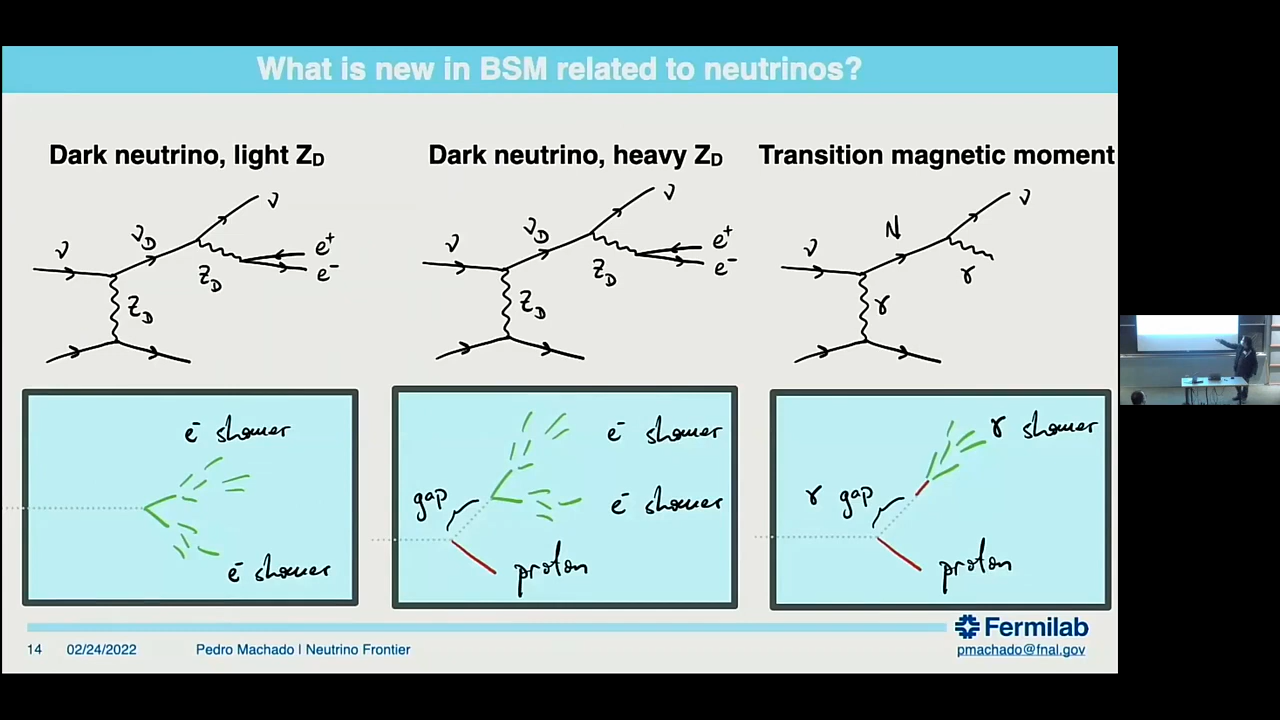 What is new in BSM related to neutrinos?
Dark neutrino, light ZD
ν
νD
ν
ZD
e+
e-
ZD
Dark neutrino, heavy ZD
ν
νD
ν
ZD
e+
e-
ZD
Transition magnetic moment
ν
N
ν
γ
γ
e- shower
e- shower
gap
e- shower
e- shower
proton
γ gap
γ shower
proton
14 02/24/2022 Pedro Machado | Neutrino Frontier
Fermilab
pmachado@fnal.gov